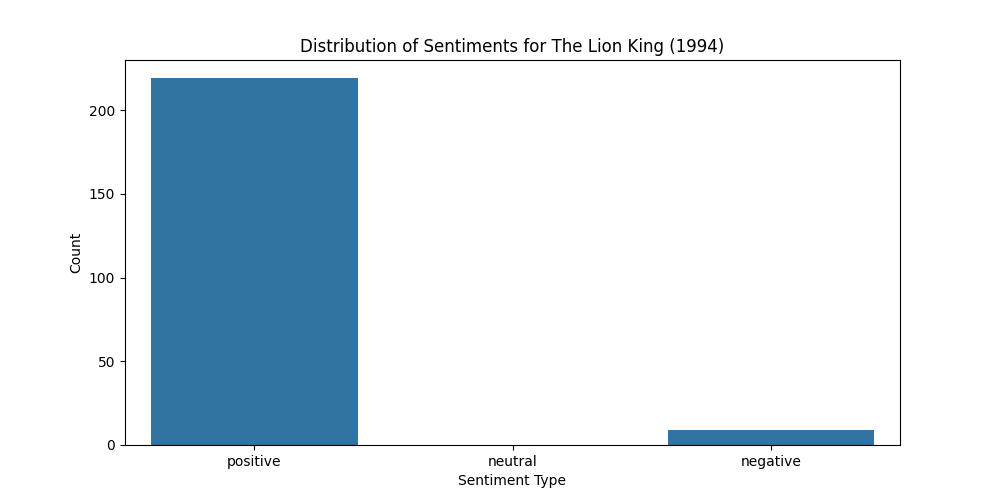 Distribution of Sentiments for The Lion King (1994)
200
150
100
50
0
Count
positive neutral negative
Sentiment Type